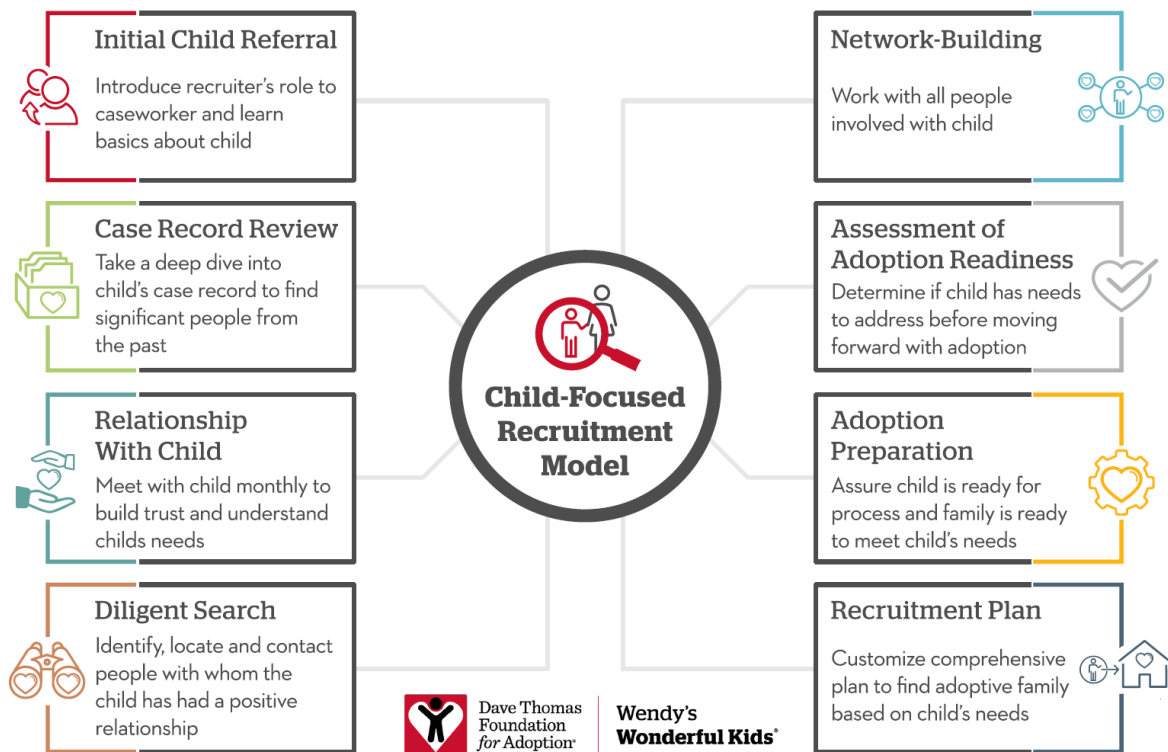 Initial Child Referral
Introduce recruiter's role to
caseworker and learn
basics about child
Case Record Review
Take a deep dive into
child's case record to find
significant people from
the past
Relationship
With Child
Meet with child monthly to
build trust and understand
childs needs
Diligent Search
Identify, locate and contact
people with whom the
child has had a positive
relationship
Child-Focused
Recruitment
Model
Network-Building
Work with all people
involved with child
Assessment of
Adoption Readiness
Determine if child has needs
to address before moving
forward with adoption
Adoption
Preparation
Assure child is ready for
process and family is ready
to meet child's needs
Recruitment Plan
Customize comprehensive
plan to find adoptive family
based on child's needs
Dave Thomas
Foundation
for Adoption®
Wendy's
Wonderful Kids®